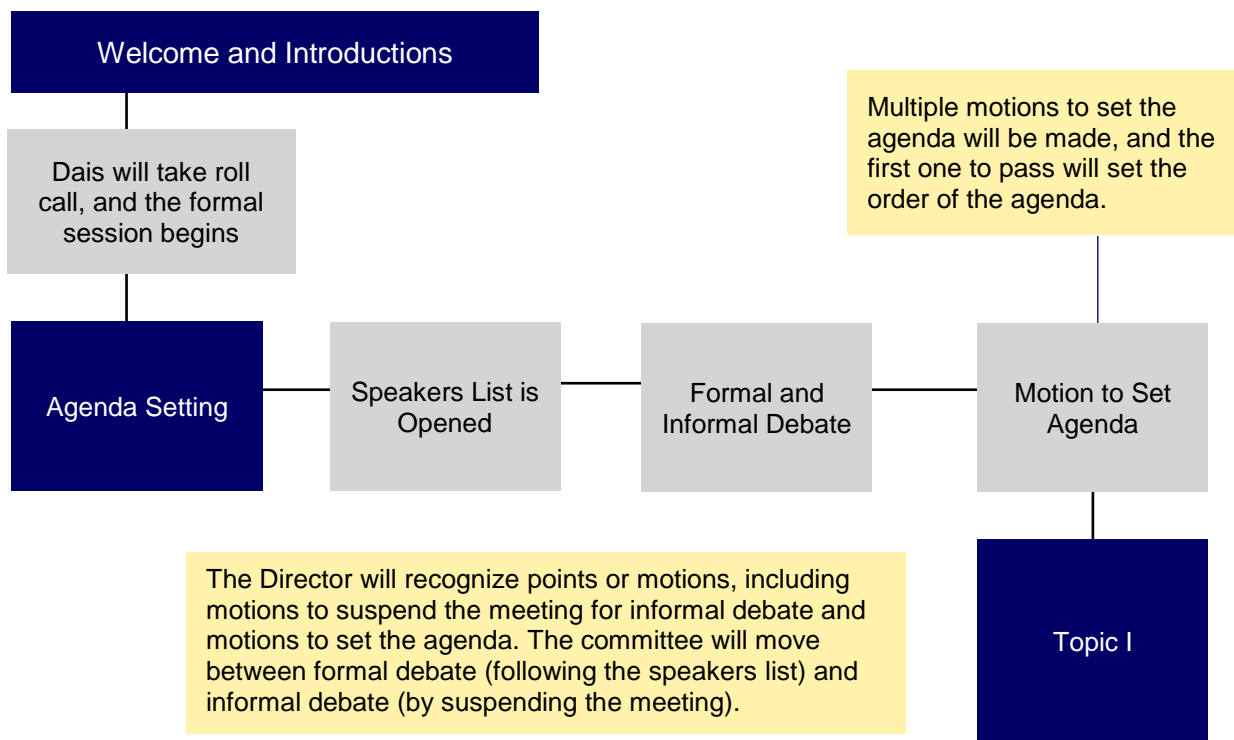 Welcome and Introductions
Dais will take roll
call, and the formal
session begins
Multiple motions to set the
agenda will be made, and the
first one to pass will set the
order of the agenda.
Agenda Setting
Speakers List is
Opened
Formal and
Informal Debate
Motion to Set
Agenda
The Director will recognize points or motions, including
motions to suspend the meeting for informal debate and
motions to set the agenda. The committee will move
between formal debate (following the speakers list) and
informal debate (by suspending the meeting).
Topic I